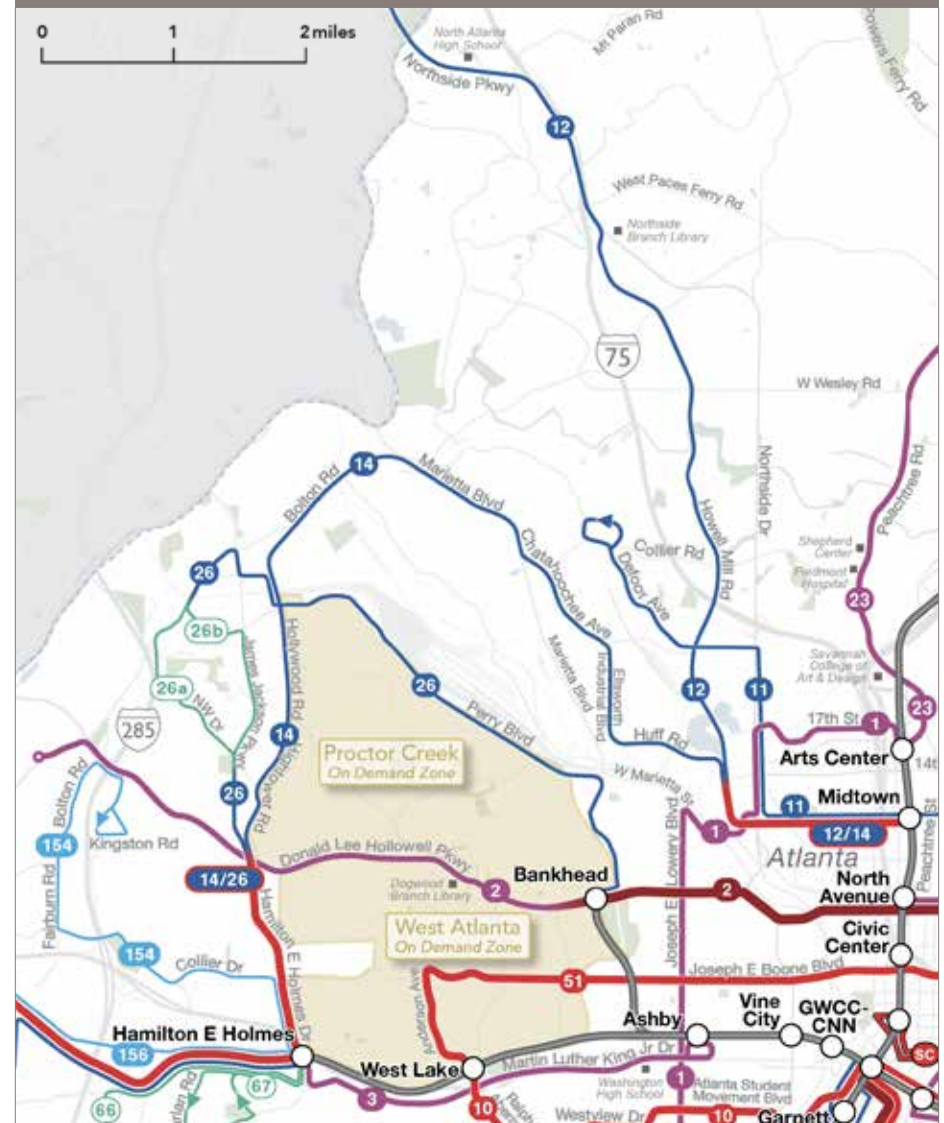 0
1
2 miles
North Atlanta
High School
Mt Paran Rd
Powers Ferry Rd
Northside Pkwy
12
West Paces Ferry Rd
Northside
Branch Library
75
W Wesley Rd
Peachtree Rd
Northside Dr
14
Bolton Rd
Marietta Blvd
Howell Mill Rd
Collier Rd
Defoor Ave
Shepherd
Center
Piedmont
Hospital
23
Chatahoochee Ave
26
26b
26a
James Jackson Pkwy
NW Dr
Hollywood Rd
Marietta Blvd
Ellsworth
Industrial Blvd
Savannah
College of
Art & Design
26
12
11
23
285
Perry Blvd
14
Huff Rd
17th St
1
Proctor Creek
On Demand Zone
Arts Center
14t
Bolton Rd
26
Hightower Rd
W Marietta St
Midtown
11
1
12/14
154
Kingston Rd
Donald Lee Hollowell Pkwy
Joseph E Lowery Blvd
Atlanta
Peachtree St
14/26
Dogwood
Branch Library
2
Bankhead
2
North
Avenue
Fairburn Rd
Hamilton E Holmes Dr
West Atlanta
On Demand Zone
Civic
Center
154
Collier Dr
Anderson Ave
51
Joseph E Boone Blvd
Hamilton E Holmes
Ashby
Vine
City
GWCC-
CNN
156
West Lake
Martin Luther King Jr Dr
SC
67
66
3
Washington
High School
1
Atlanta Student
Movement Blvd
10
Westview Dr
10
Garnett